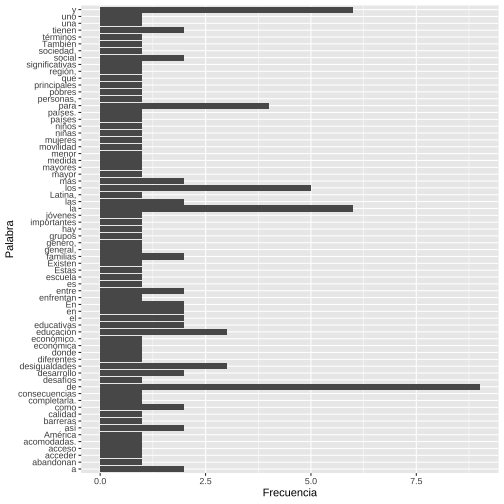 y
uno
una
tienen
términos
También
sociedad,
social
significativas
región,
que
principales
pobres
personas,
para
países.
países
niños
niñas
mujeres
movilidad
menor
medida
mayores
mayor
más
los
Latina,
las
la
jóvenes
importantes
hay
grupos
género,
general,
familias
Existen
Estas
escuela
es
entre
enfrentan
En
en
el
educativas
educación
económico.
económica
donde
diferentes
desigualdades
desarrollo
desafíos
de
consecuencias
completarla.
como
calidad
barreras
así
América
acomodadas.
acceso
acceder
abandonan
a
0.0
2.5
5.0
7.5
Frecuencia
Palabra